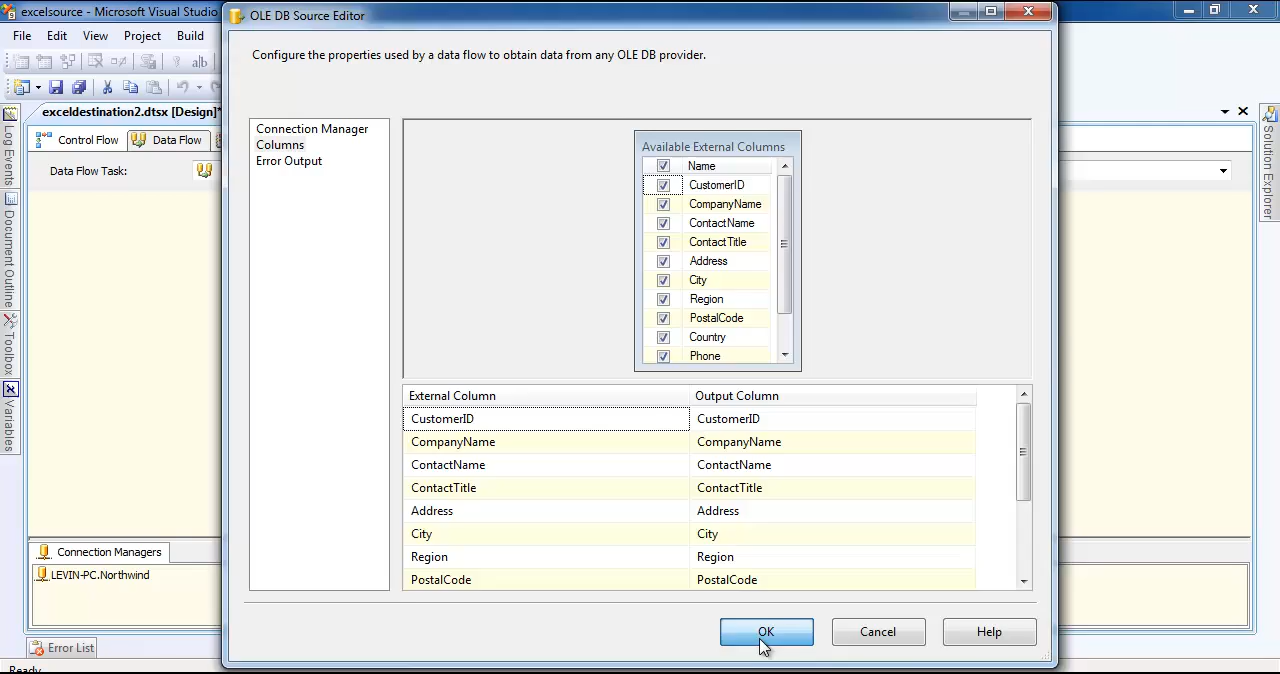 excelsource - Microsoft Visual Studio
OLE DB Source Editor
File Edit View Project Build
Configure the properties used by a data flow to obtain data from any OLE DB provider.
exceldestination2.dtsx [Design]*
Control Flow Data Flow
Data Flow Task:
Connection Manager
Columns
Error Output
Available External Columns
Name
CustomerID
CompanyName
ContactName
ContactTitle
Address
City
Region
PostalCode
Country
Phone
External Column Output Column
CustomerID CustomerID
CompanyName CompanyName
ContactName ContactName
ContactTitle ContactTitle
Address Address
City City
Region Region
PostalCode PostalCode
OK Cancel Help
Connection Managers
LEVIN-PC.Northwind
Error List
Ready
Log Events
Document Outline
Toolbox
Variables
Solution Explorer